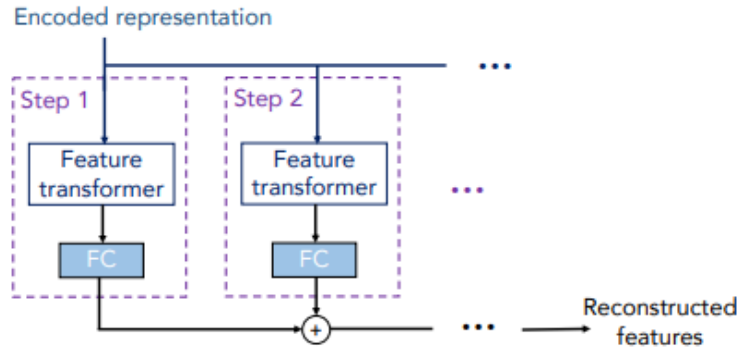 Encoded representation
Step 1
Step 2
Feature
transformer
Feature
transformer
FC
FC
+
Reconstructed
features